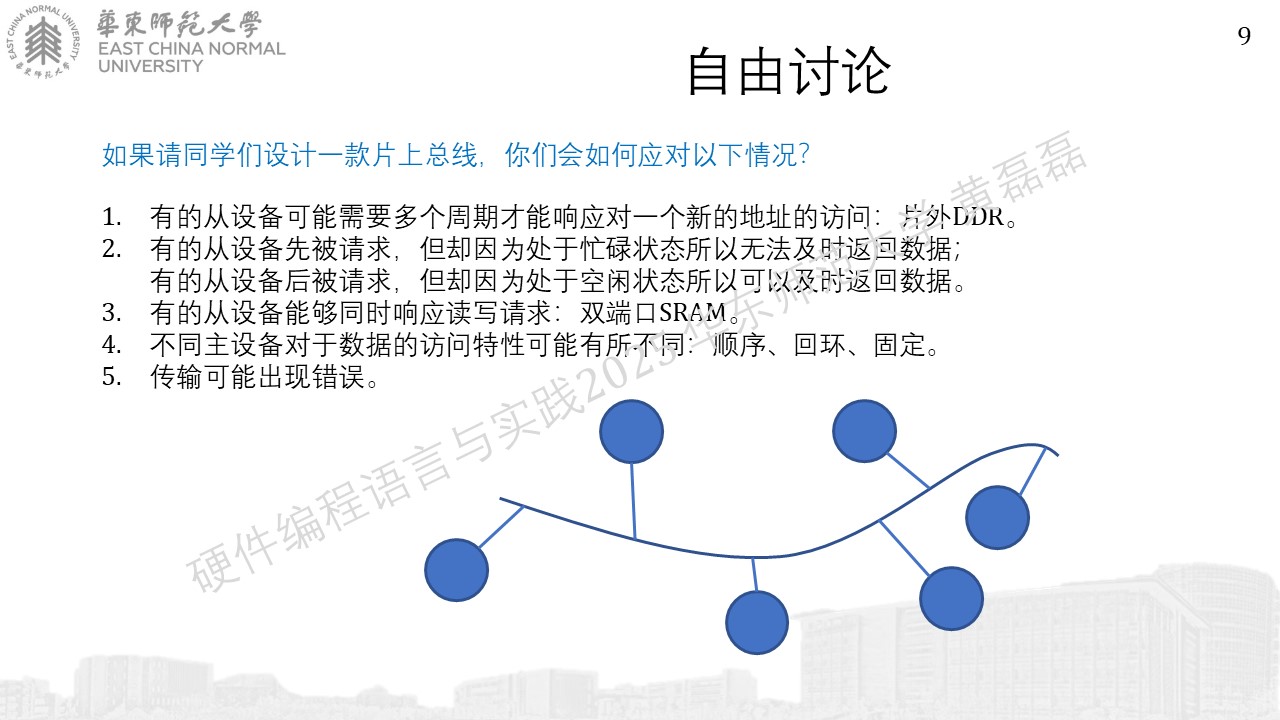 華東師範大學
EAST CHINA NORMAL
UNIVERSITY
EAST CHINA NORMAL UNIVERSITY
華東師範大學
9
自由讨论
如果请同学们设计一款片上总线，你们会如何应对以下情况？
1. 有的从设备可能需要多个周期才能响应对一个新的地址的访问：片外DDR。
2. 有的从设备先被请求，但却因为处于忙碌状态所以无法及时返回数据；
有的从设备后被请求，但却因为处于空闲状态所以可以及时返回数据。
3. 有的从设备能够同时响应读写请求：双端口SRAM。
4. 不同主设备对于数据的访问特性可能有所不同：顺序、回环、固定。
5. 传输可能出现错误。
硬件编程语言与实践2025 华东师范大学 黄磊磊